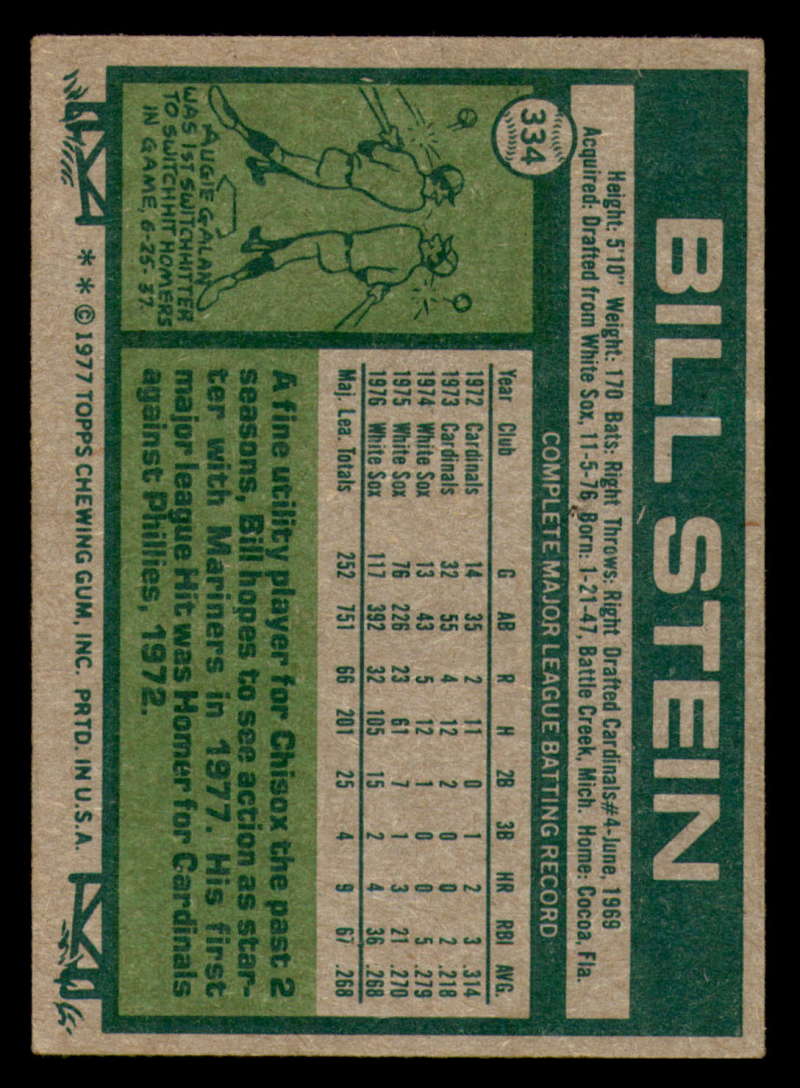 334
BILL STEIN
Height: 5'10" Weight: 170 Bats: Right Throws: Right Drafted Cardinals#4-June, 1969
Acquired: Drafted from White Sox, 11-5-76 Born: 1-21-47, Battle Creek, Mich. Home: Cocoa, Fla.
COMPLETE MAJOR LEAGUE BATTING RECORD
Year Club G AB R H 2B 3B HR RBI AVG.
1972 Cardinals 14 35 2 11 0 1 2 3 .314
1973 Cardinals 32 55 4 12 2 0 0 2 .218
1974 White Sox 13 43 5 12 1 0 0 5 .279
1975 White Sox 76 226 23 61 7 1 3 21 .270
1976 White Sox 117 392 32 105 15 2 4 36 .268
Maj. Lea. Totals 252 751 66 201 25 4 9 67 .268
A fine utility player for Chisox the past 2
seasons, Bill hopes to see action as star-
ter with Mariners in 1977. His first
major league Hit was Homer for Cardinals
against Phillies, 1972.
AUGIE GALAN
WAS 1ST SWITCHHITTER
TO SWITCHHIT HOMERS
IN GAME, 6-25-37.
* * © 1977 TOPPS CHEWING GUM, INC. PRTD. IN U.S.A.